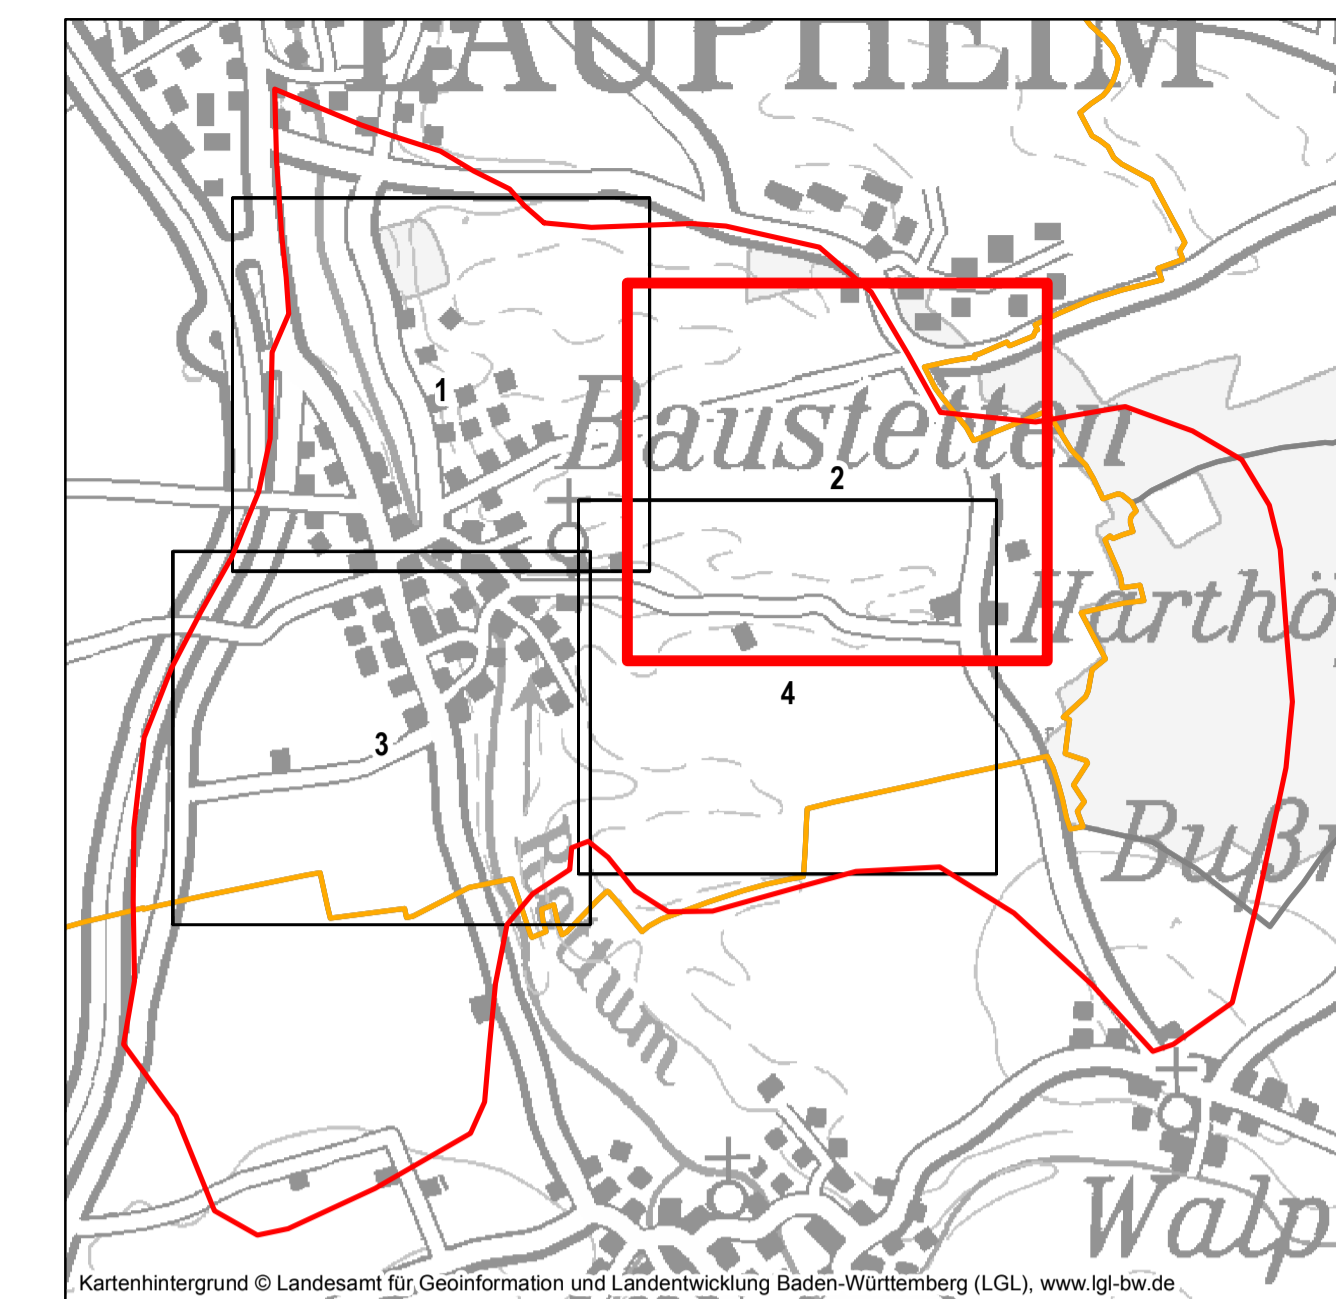 LAUPHEIM
1
Baustetten
2
Harthö
4
3
Bußr
Rottum
Walp
Kartenhintergrund © Landesamt für Geoinformation und Landentwicklung Baden-Württemberg (LGL), www.lgl-bw.de